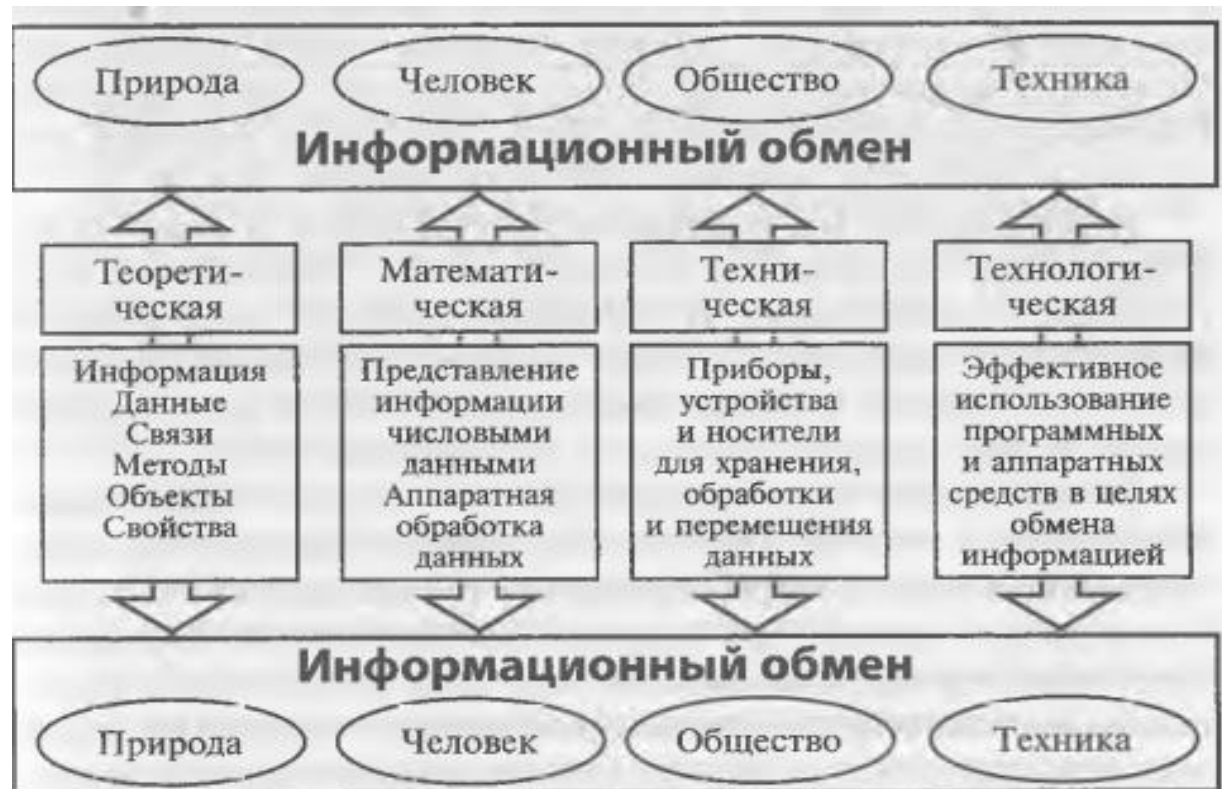 Природа Человек Общество Техника
Информационный обмен
Теорети-
ческая
Математи-
ческая
Техни-
ческая
Технологи-
ческая
Информация
Данные
Связи
Методы
Объекты
Свойства
Представление
информации
числовыми
данными
Аппаратная
обработка
данных
Приборы,
устройства
и носители
для хранения,
обработки
и перемещения
данных
Эффективное
использование
программных
и аппаратных
средств в целях
обмена
информацией
Информационный обмен
Природа Человек Общество Техника